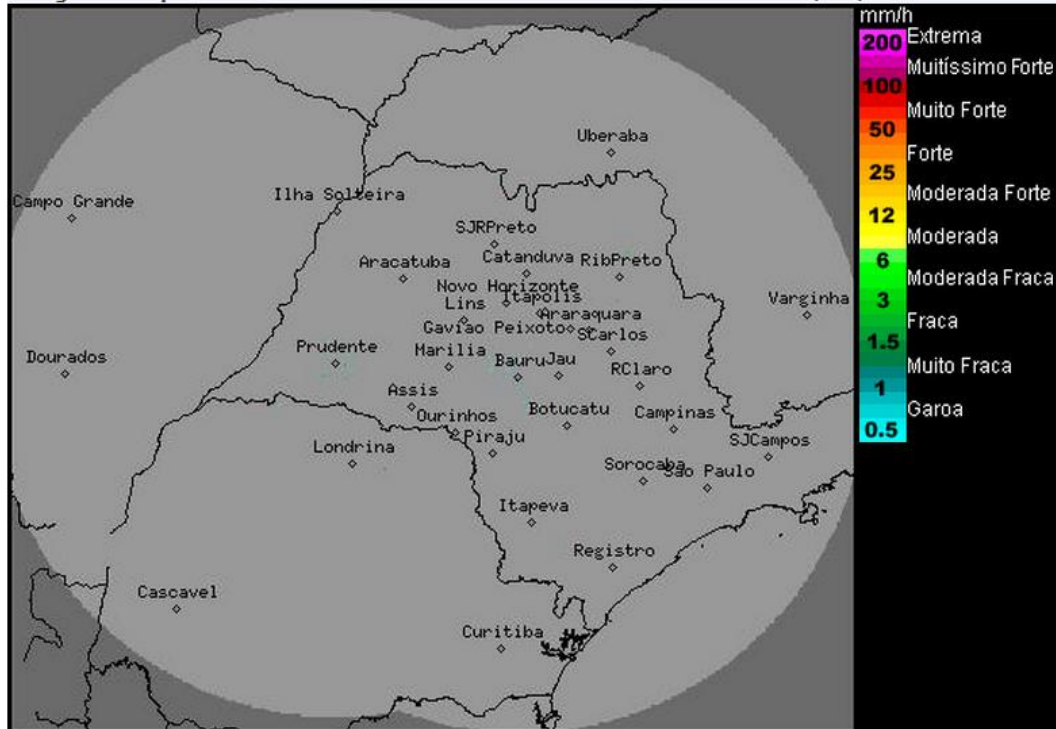 mm/h
200 Extrema
Muitíssimo Forte
100
Muito Forte
50
Forte
25
Moderada Forte
12
Moderada
6
Moderada Fraca
3
Fraca
1.5
Muito Fraca
1
Garoa
0.5
Uberaba
Campo Grande
Ilha Solteira
SJRPreto
Catanduva
RibPreto
Aracatuba
Novo Horizonte
Itapolis
Lins
Araraquara
Gaviao Peixoto
SCarlos
Varginha
Dourados
Prudente
Marilia
Bauru
Jau
RClaro
Assis
Ourinhos
Botucatu
Campinas
Piraju
Londrina
SJCampos
Sorocaba
Sao Paulo
Itapeva
Registro
Cascavel
Curitiba